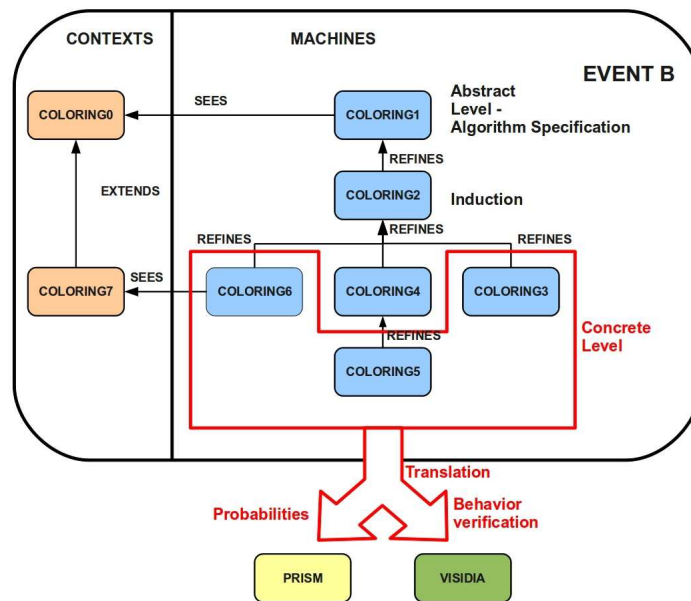 CONTEXTS
MACHINES
EVENT B
COLORING0
SEES
COLORING1
Abstract
Level -
Algorithm Specification
REFINES
EXTENDS
COLORING2
Induction
REFINES
REFINES
REFINES
COLORING7
SEES
COLORING6
COLORING4
COLORING3
REFINES
Concrete
Level
COLORING5
Translation
Probabilities
Behavior
verification
PRISM
VISIDIA